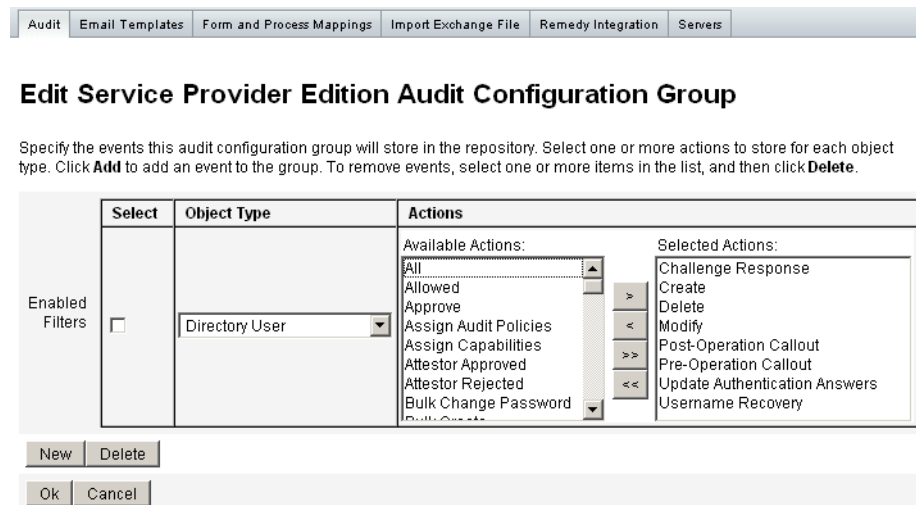 Audit Email Templates Form and Process Mappings Import Exchange File Remedy Integration Servers
Edit Service Provider Edition Audit Configuration Group
Specify the events this audit configuration group will store in the repository. Select one or more actions to store for each object
type. Click Add to add an event to the group. To remove events, select one or more items in the list, and then click Delete.
Select Object Type Actions
Enabled
Filters
Directory User
Available Actions:
All
Allowed
Approve
Assign Audit Policies
Assign Capabilities
Attestor Approved
Attestor Rejected
Bulk Change Password
Bulk Create
>
<
>>
<<
Selected Actions:
Challenge Response
Create
Delete
Modify
Post-Operation Callout
Pre-Operation Callout
Update Authentication Answers
Username Recovery
New Delete
Ok Cancel